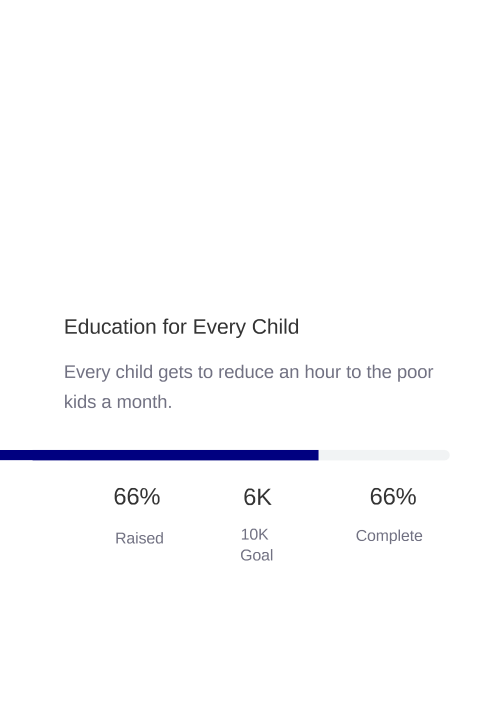 Education for Every Child
Every child gets to reduce an hour to the poor
kids a month.
66%
Raised
6K
10K
Goal
66%
Complete